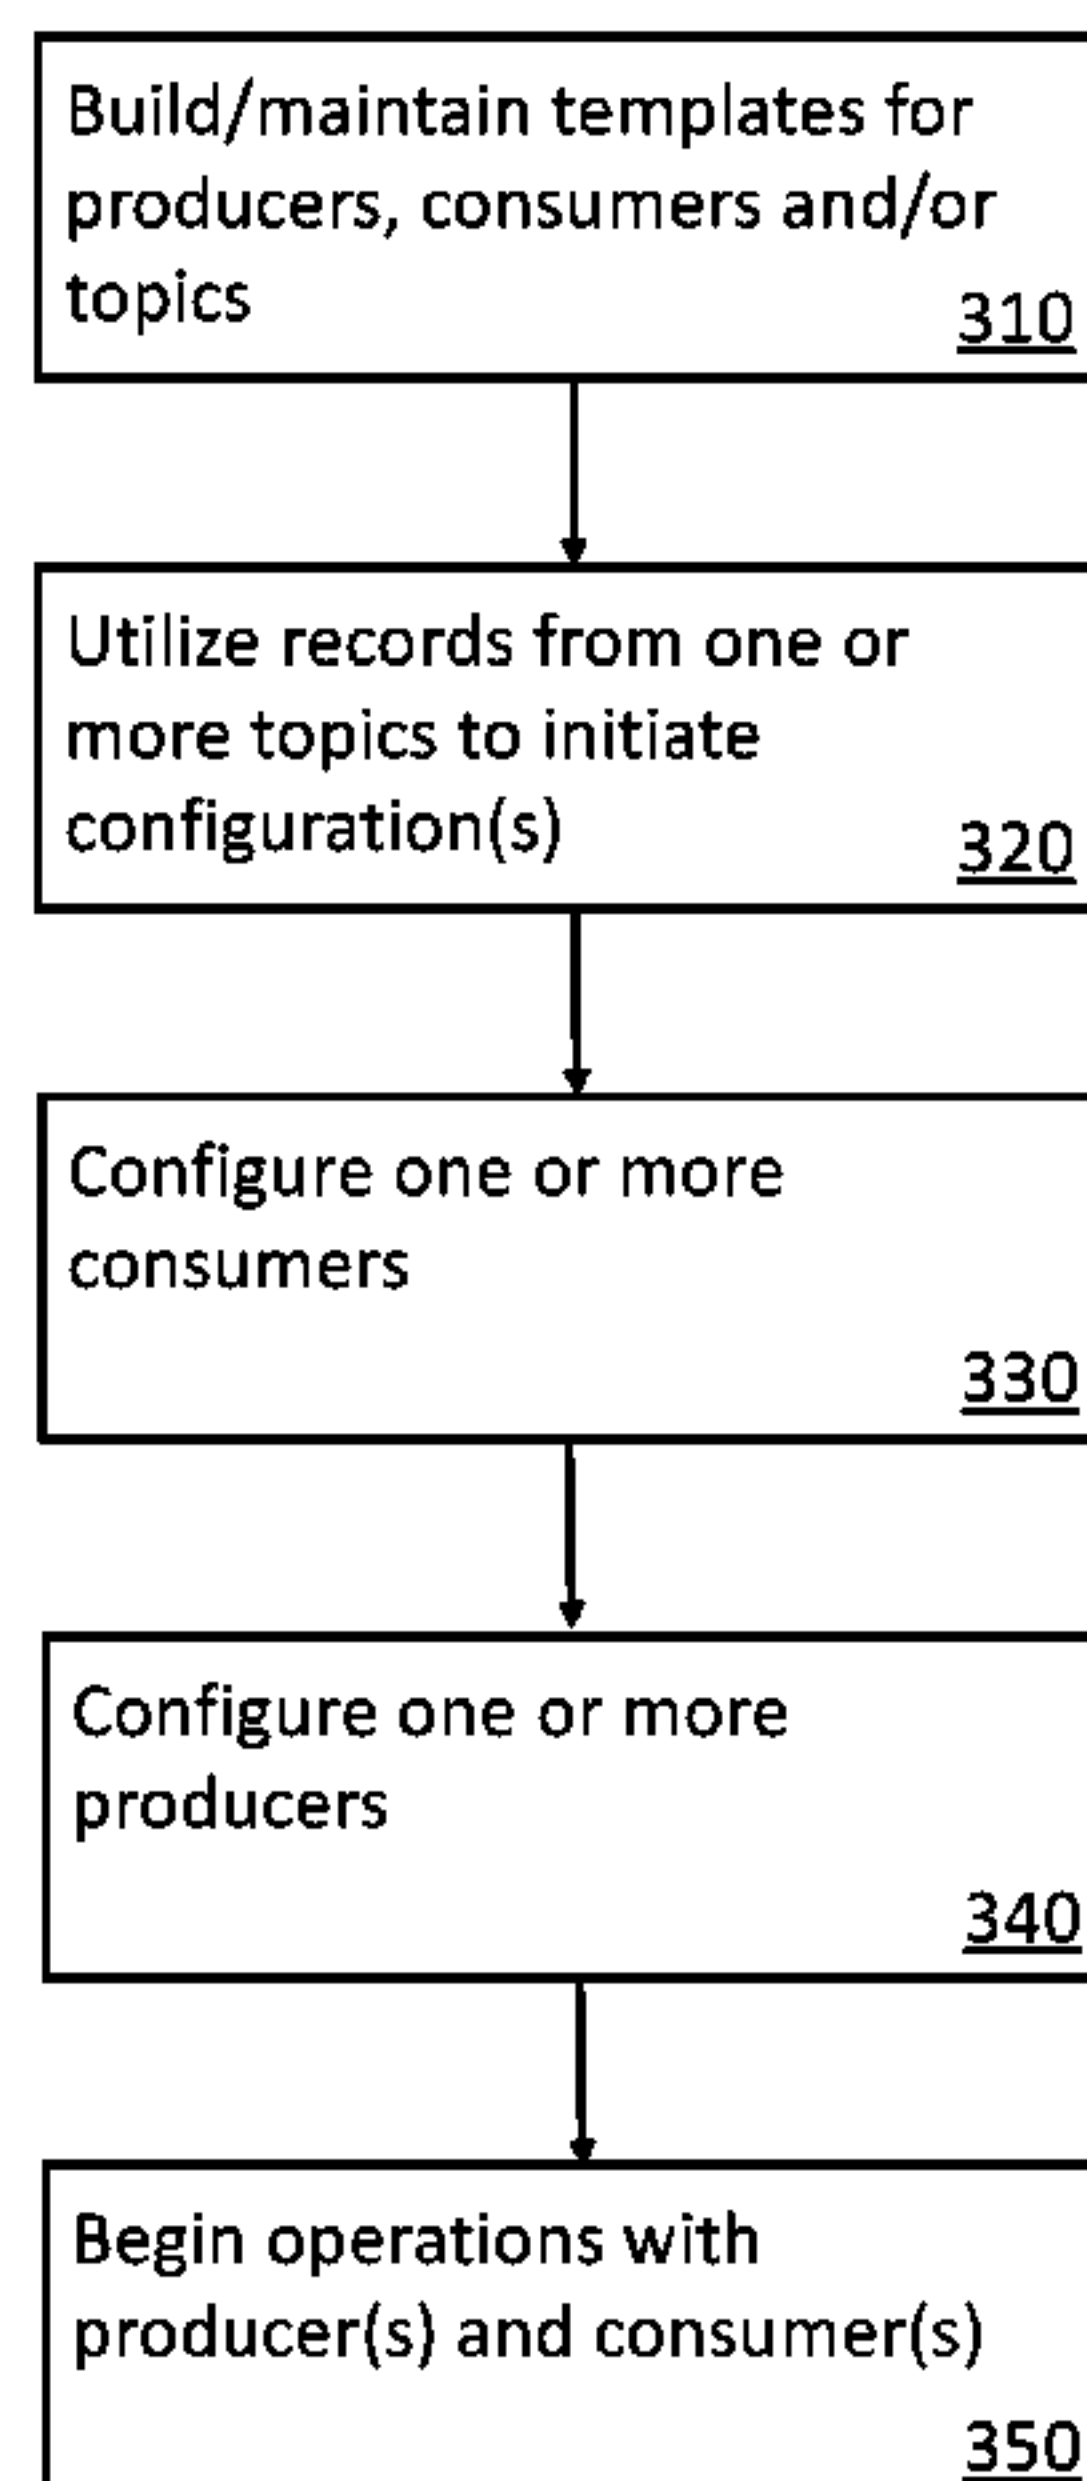 Build/maintain templates for
producers, consumers and/or
topics
310
Utilize records from one or
more topics to initiate
configuration(s)
320
Configure one or more
consumers
330
Configure one or more
producers
340
Begin operations with
producer(s) and consumer(s)
350